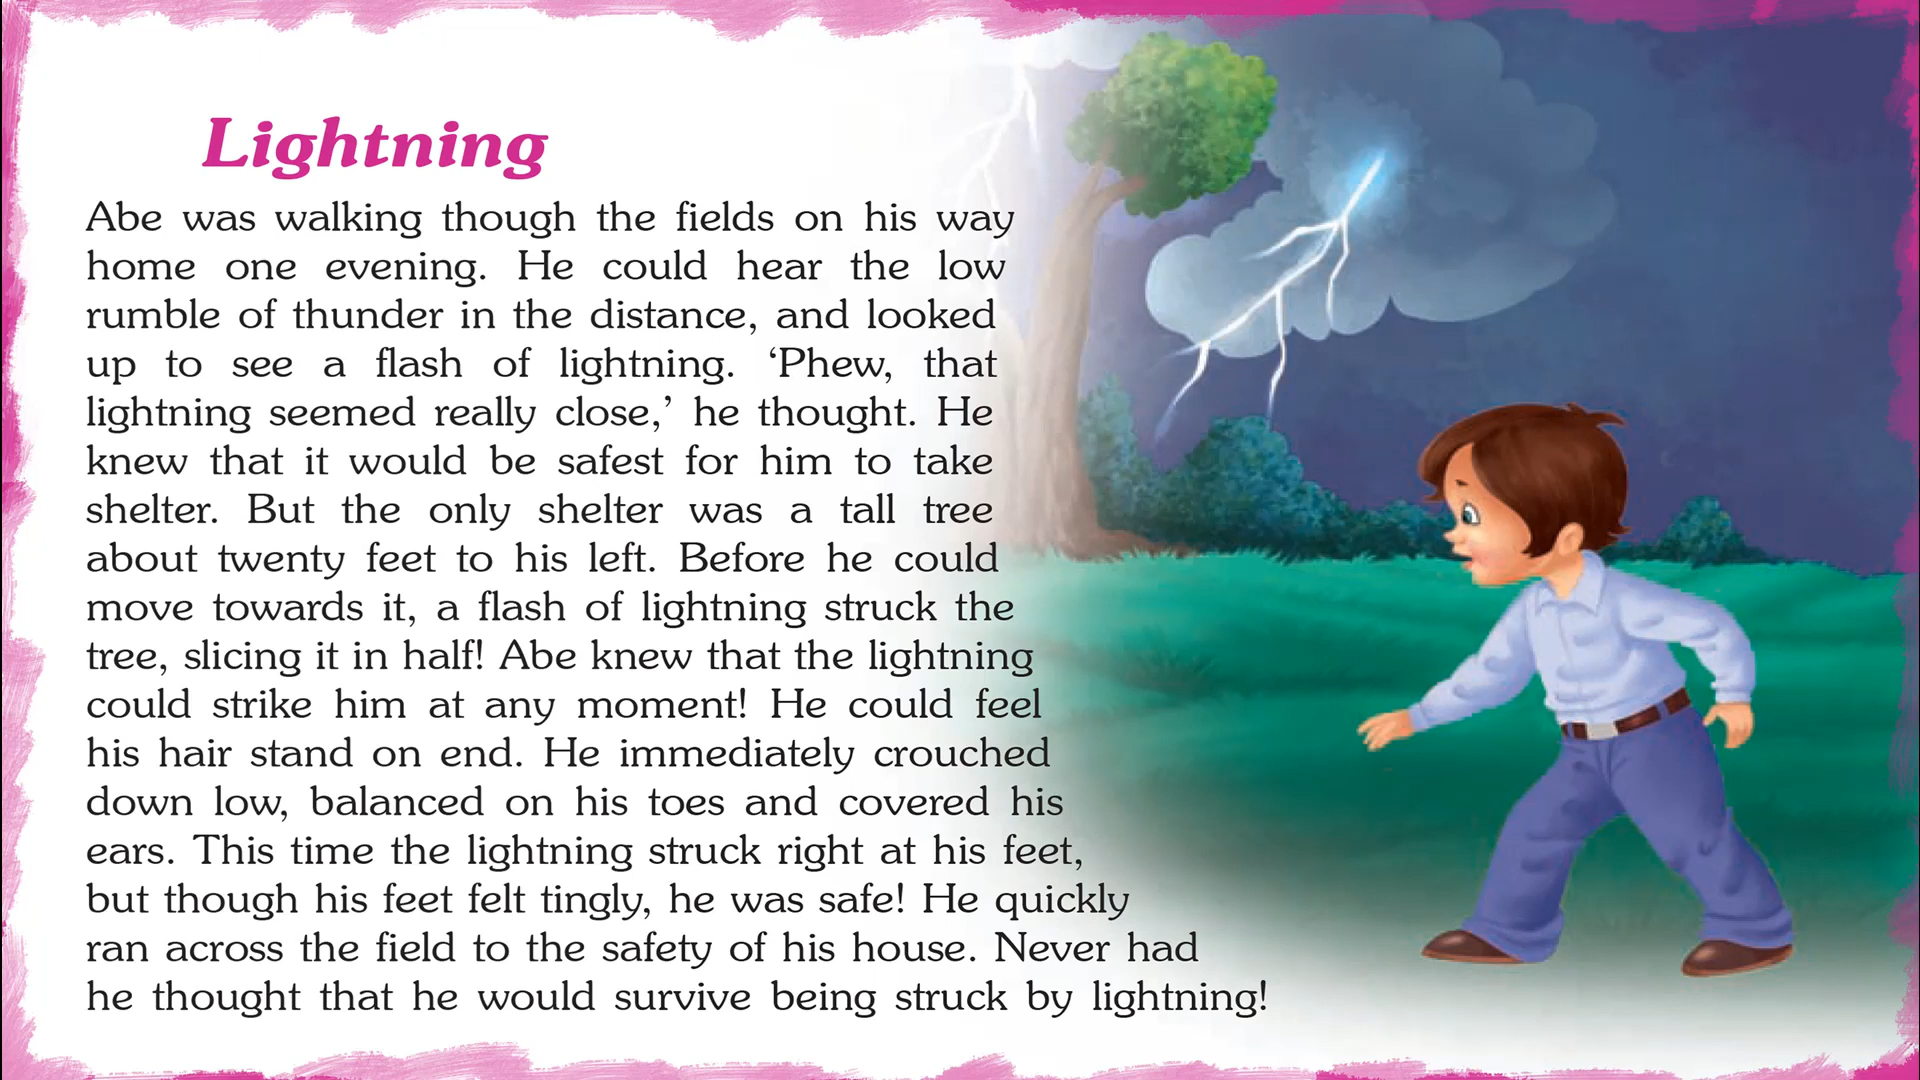 Lightning
Abe was walking though the fields on his way
home one evening. He could hear the low
rumble of thunder in the distance, and looked
up to see a flash of lightning. ‘Phew, that
lightning seemed really close,’ he thought. He
knew that it would be safest for him to take
shelter. But the only shelter was a tall tree
about twenty feet to his left. Before he could
move towards it, a flash of lightning struck the
tree, slicing it in half! Abe knew that the lightning
could strike him at any moment! He could feel
his hair stand on end. He immediately crouched
down low, balanced on his toes and covered his
ears. This time the lightning struck right at his feet,
but though his feet felt tingly, he was safe! He quickly
ran across the field to the safety of his house. Never had
he thought that he would survive being struck by lightning!